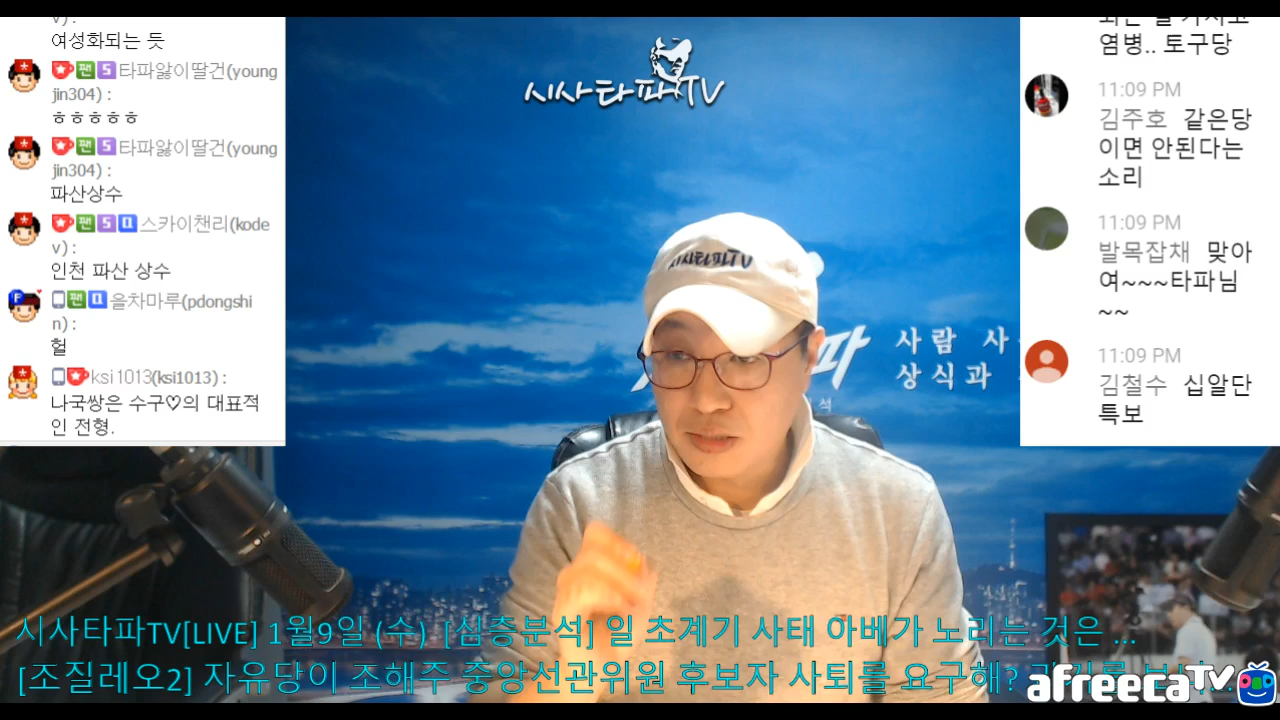 v) :
여성화되는 듯
팬 S 타파앓이딸건(young
jin304) :
ㅎㅎㅎㅎㅎ
팬 S 타파앓이딸건(young
jin304) :
파산상수
팬 S Q 스카이챈리(kode
v) :
인천 파산 상수
팬 Q 을차마루(pdongshi
n) :
헐
ksi1013(ksi1013) :
나국쌍은 수구♡의 대표적
인 전형.
시사타파TV
시사타파TV
파
사람 사
상식과
석
염병.. 토구당
11:09 PM
김주호 같은당
이면 안된다는
소리
11:09 PM
발목잡채 맞아
여~~~타파님
~~
11:09 PM
김철수 십알단
특보
시사타파TV[LIVE] 1월9일 (수) [심층분석] 일 초계기 사태 아베가 노리는 것은 ...
[조질레오2] 자유당이 조해주 중앙선관위원 후보자 사퇴를 요구해?
afreecaTV